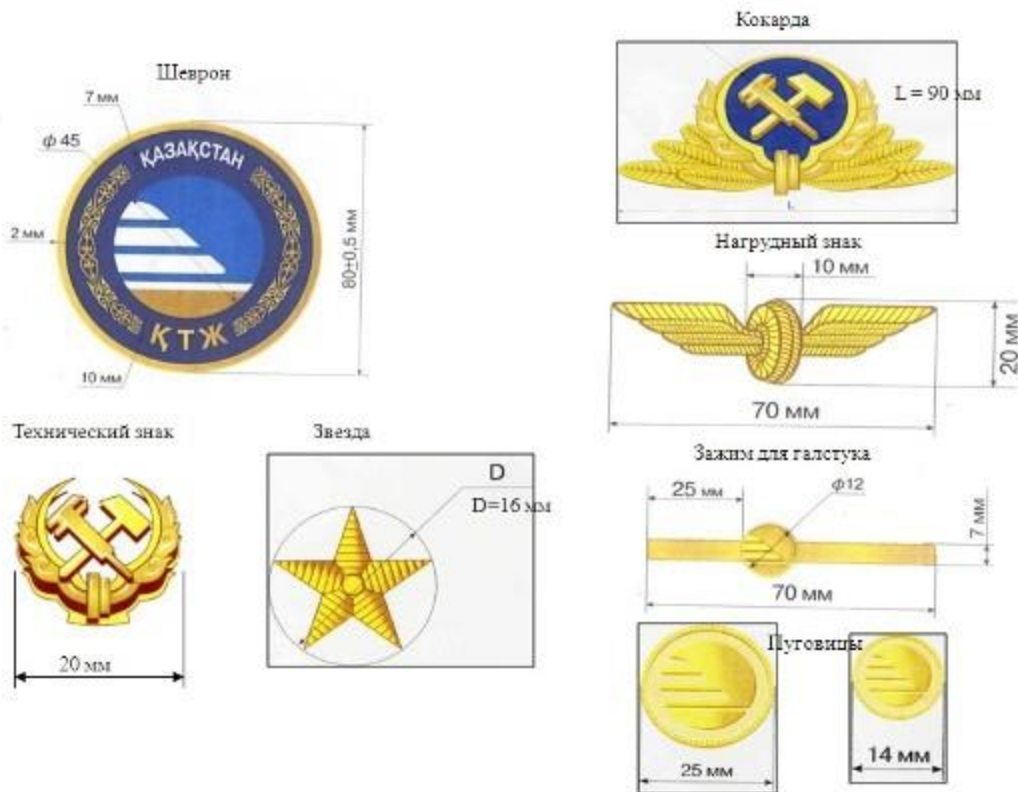 Шеврон
7 мм
ф 45
ҚАЗАҚСТАН
2 мм
80±0,5 мм
ҚТЖ
10 мм
Кокарда
L = 90 мм
L
Нагрудный знак
10 мм
20 мм
70 мм
Технический знак
20 мм
Звезда
D
D=16 мм
Зажим для галстука
25 мм
ф12
7 мм
70 мм
Пуговицы
25 мм
14 мм